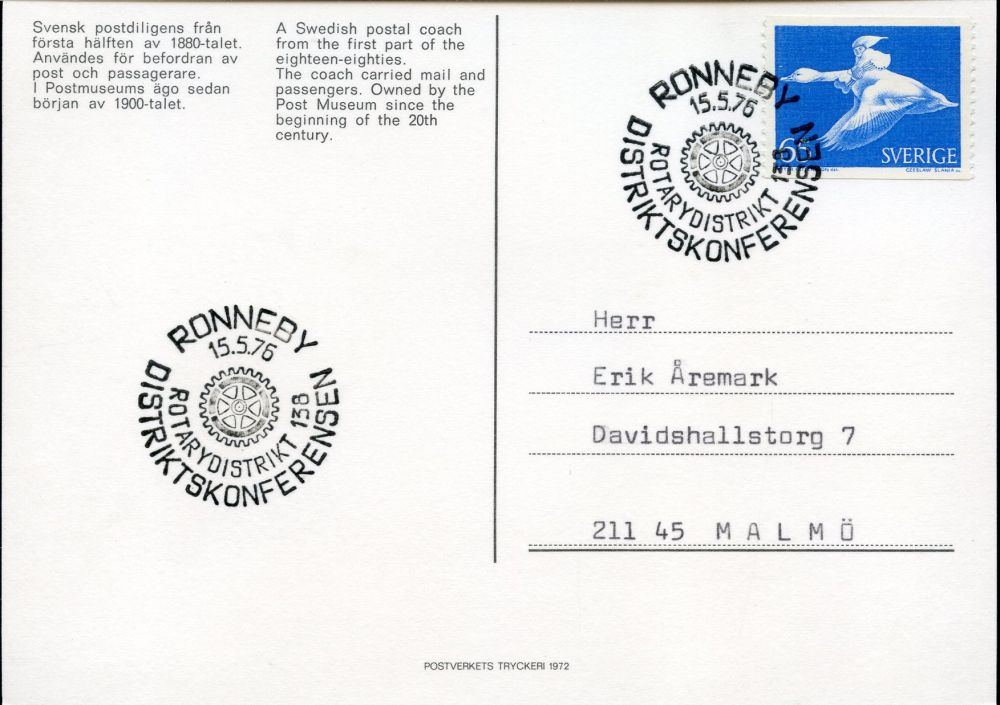 Svensk postdiligens från
första hälften av 1880-talet.
Användes för befordran av
post och passagerare.
I Postmuseums ägo sedan
början av 1900-talet.
A Swedish postal coach
from the first part of the
eighteen-eighties.
The coach carried mail and
passengers. Owned by the
Post Museum since the
beginning of the 20th
century.
RONNEBY
15.5.76
ROTARYDISTRIKT 138
DISTRIKTSKONFERENSEN
65 SVERIGE
CZESLAW SLANIA sc.
Herr
Erik Åremark
Davidshallstorg 7
211 45 MALMÖ
RONNEBY
15.5.76
ROTARYDISTRIKT 138
DISTRIKTSKONFERENSEN
POSTVERKETS TRYCKERI 1972